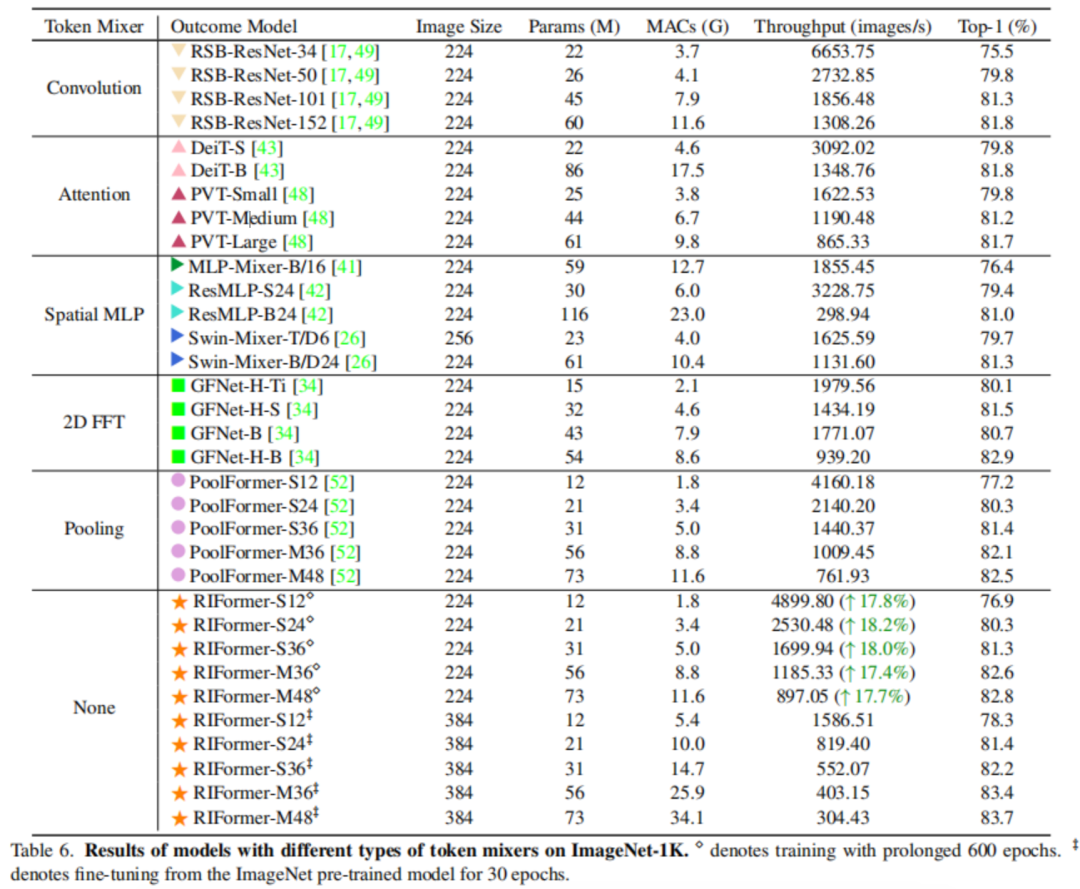 Token Mixer Outcome Model Image Size Params (M) MACs (G) Throughput (images/s) Top-1 (%)
RSB-ResNet-34 [17,49] 224 22 3.7 6653.75 75.5
RSB-ResNet-50 [17,49] 224 26 4.1 2732.85 79.8
Convolution
RSB-ResNet-101 [17,49] 224 45 7.9 1856.48 81.3
RSB-ResNet-152 [17,49] 224 60 11.6 1308.26 81.8
DeiT-S [43] 224 22 4.6 3092.02 79.8
DeiT-B [43] 224 86 17.5 1348.76 81.8
Attention PVT-Small [48] 224 25 3.8 1622.53 79.8
PVT-Medium [48] 224 44 6.7 1190.48 81.2
PVT-Large [48] 224 61 9.8 865.33 81.7
MLP-Mixer-B/16 [41] 224 59 12.7 1855.45 76.4
ResMLP-S24 [42] 224 30 6.0 3228.75 79.4
Spatial MLP ResMLP-B24 [42] 224 116 23.0 298.94 81.0
Swin-Mixer-T/D6 [26] 256 23 4.0 1625.59 79.7
Swin-Mixer-B/D24 [26] 224 61 10.4 1131.60 81.3
GFNet-H-Ti [34] 224 15 2.1 1979.56 80.1
GFNet-H-S [34] 224 32 4.6 1434.19 81.5
2D FFT
GFNet-B [34] 224 43 7.9 1771.07 80.7
GFNet-H-B [34] 224 54 8.6 939.20 82.9
PoolFormer-S12 [52] 224 12 1.8 4160.18 77.2
PoolFormer-S24 [52] 224 21 3.4 2140.20 80.3
Pooling PoolFormer-S36 [52] 224 31 5.0 1440.37 81.4
PoolFormer-M36 [52] 224 56 8.8 1009.45 82.1
PoolFormer-M48 [52] 224 73 11.6 761.93 82.5
RIFormer-S12⋄ 224 12 1.8 4899.80 (↑ 17.8%) 76.9
RIFormer-S24⋄ 224 21 3.4 2530.48 (↑ 18.2%) 80.3
RIFormer-S36⋄ 224 31 5.0 1699.94 (↑ 18.0%) 81.3
RIFormer-M36⋄ 224 56 8.8 1185.33 (↑ 17.4%) 82.6
RIFormer-M48⋄ 224 73 11.6 897.05 (↑ 17.7%) 82.8
None
RIFormer-S12‡ 384 12 5.4 1586.51 78.3
RIFormer-S24‡ 384 21 10.0 819.40 81.4
RIFormer-S36‡ 384 31 14.7 552.07 82.2
RIFormer-M36‡ 384 56 25.9 403.15 83.4
RIFormer-M48‡ 384 73 34.1 304.43 83.7
Table 6. Results of models with different types of token mixers on ImageNet-1K. ⋄ denotes training with prolonged 600 epochs. ‡
denotes fine-tuning from the ImageNet pre-trained model for 30 epochs.